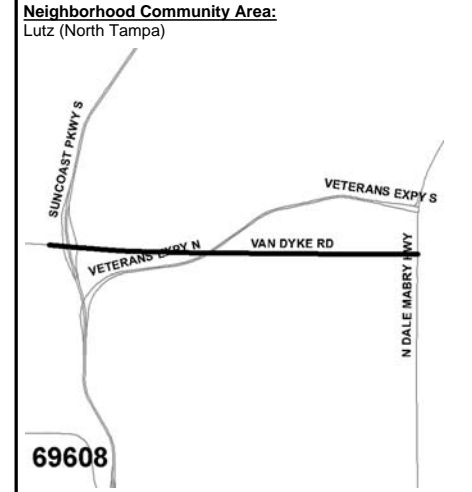 Neighborhood Community Area:
Lutz (North Tampa)
SUNCOAST PKWY S
VETERANS EXPY S
VAN DYKE RD
VETERANS EXPY N
N DALE MABRY HWY
69608